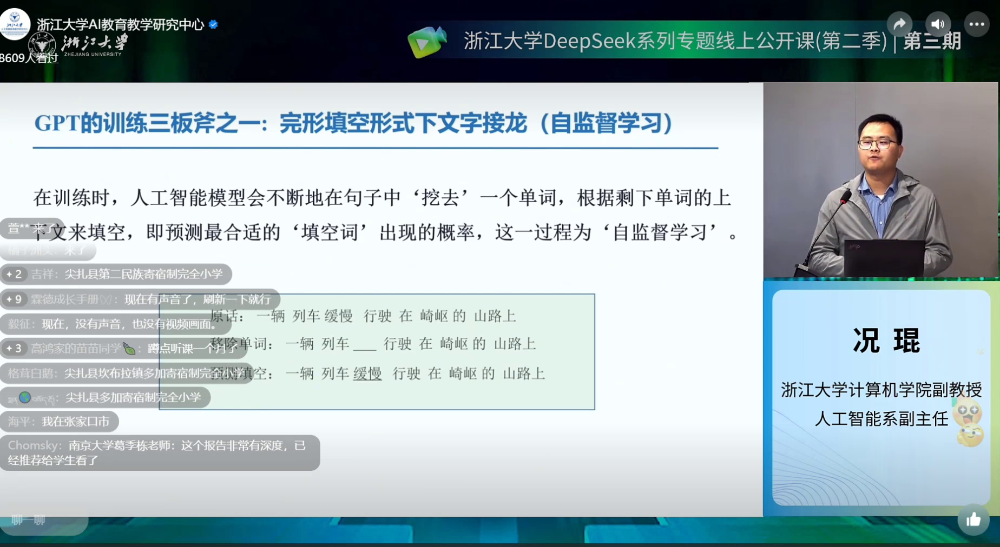 浙江大学AI教育教学研究中心
浙江大学
ZHEJIANG UNIVERSITY
8609人看过
浙江大学DeepSeek系列专题线上公开课(第二季) | 第三期
GPT的训练三板斧之一：完形填空形式下文字接龙（自监督学习）
在训练时，人工智能模型会不断地在句子中‘挖去’一个单词，根据剩下单词的上
下文来填空，即预测最合适的‘填空词’出现的概率，这一过程为‘自监督学习’。
原话： 一辆 列车 缓慢 行驶 在 崎岖 的 山路上
移除单词： 一辆 列车 ___ 行驶 在 崎岖 的 山路上
预测填空： 一辆 列车 缓慢 行驶 在 崎岖 的 山路上
萱** 来了
来了
2 吉祥：尖扎县第二民族寄宿制完全小学
9 霖德成长手册：现在有声音了，刷新一下就行
毅征：现在，没有声音，也没有视频画面。
3 高鸿家的苗苗同学：蹲点听课一个月了
格茸白鹅：尖扎县坎布拉镇多加寄宿制完全小学
尖扎县多加寄宿制完全小学
海平：我在张家口市
Chomsky：南京大学葛季栋老师：这个报告非常有深度，已
经推荐给学生看了
聊一聊
况 琨
浙江大学计算机学院副教授
人工智能系副主任